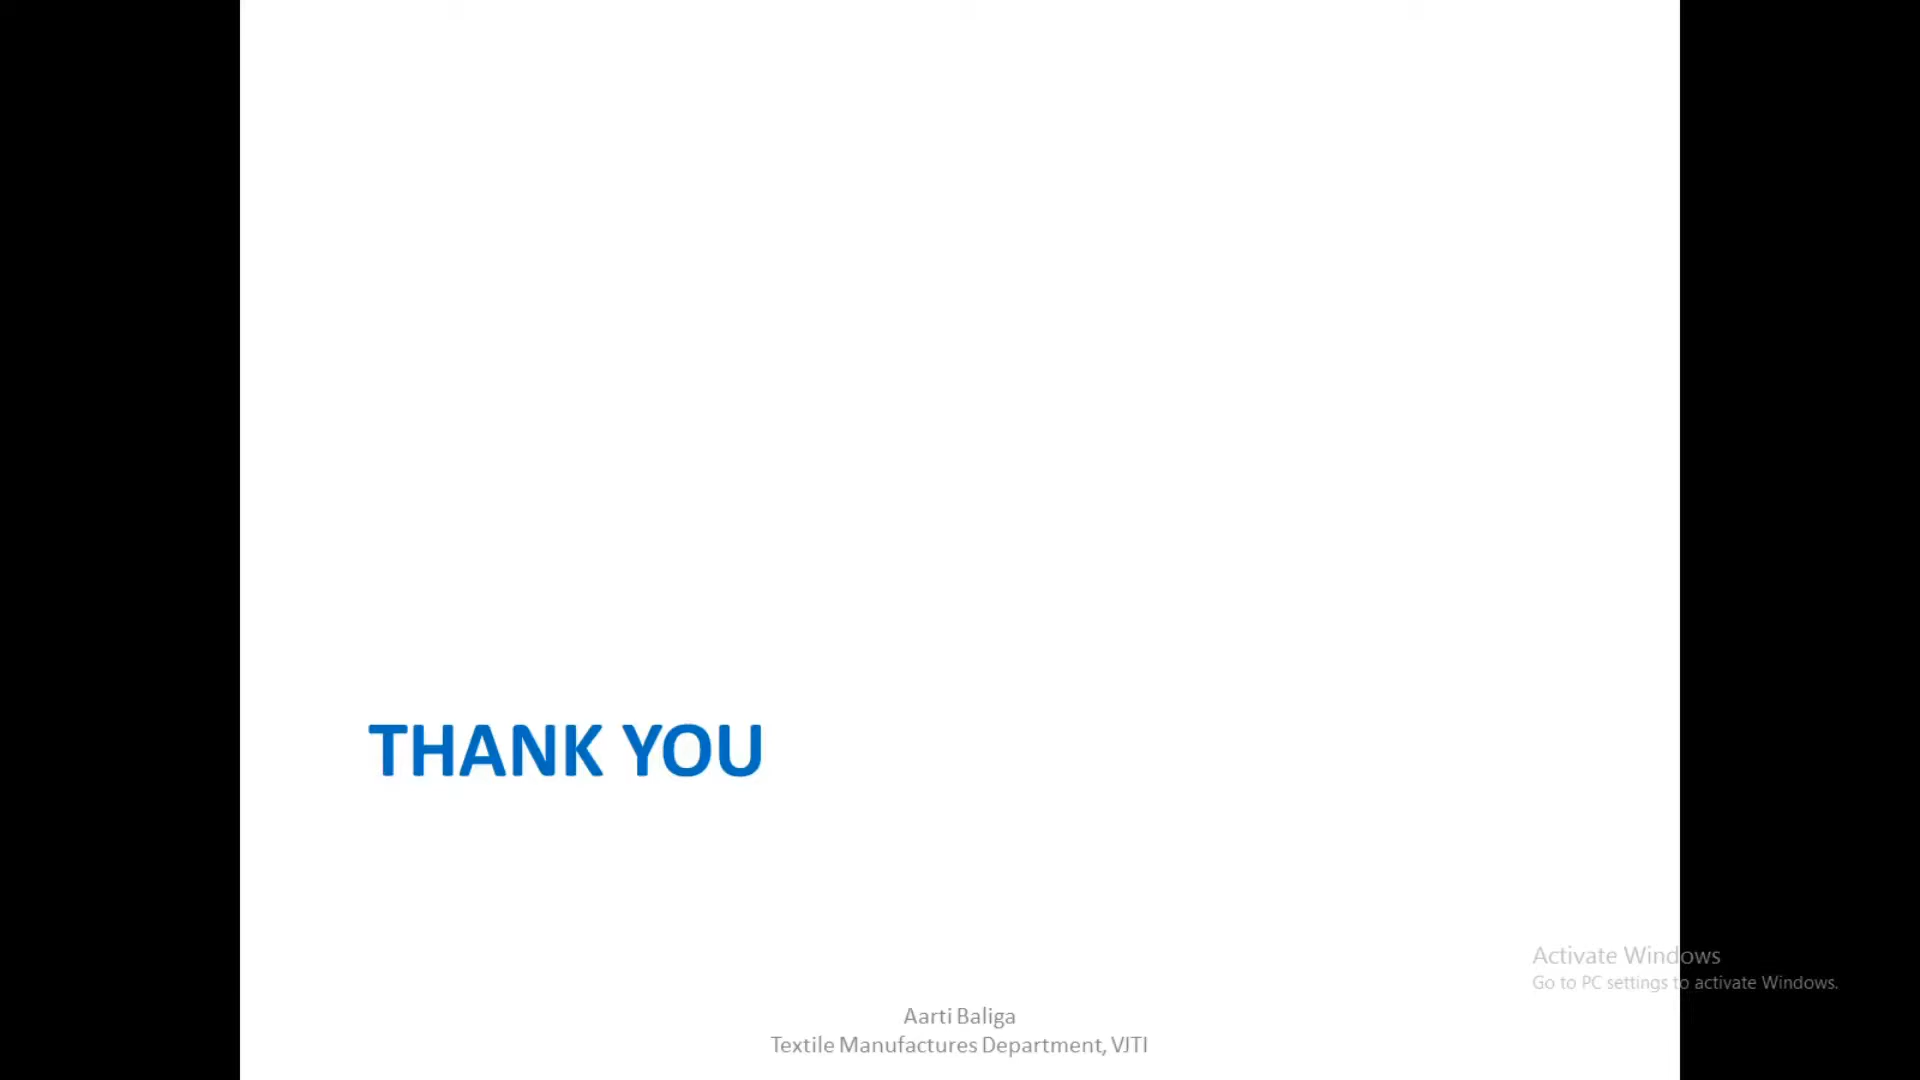 THANK YOU
Activate Windows
Go to PC settings to activate Windows.
Aarti Baliga
Textile Manufactures Department, VJTI